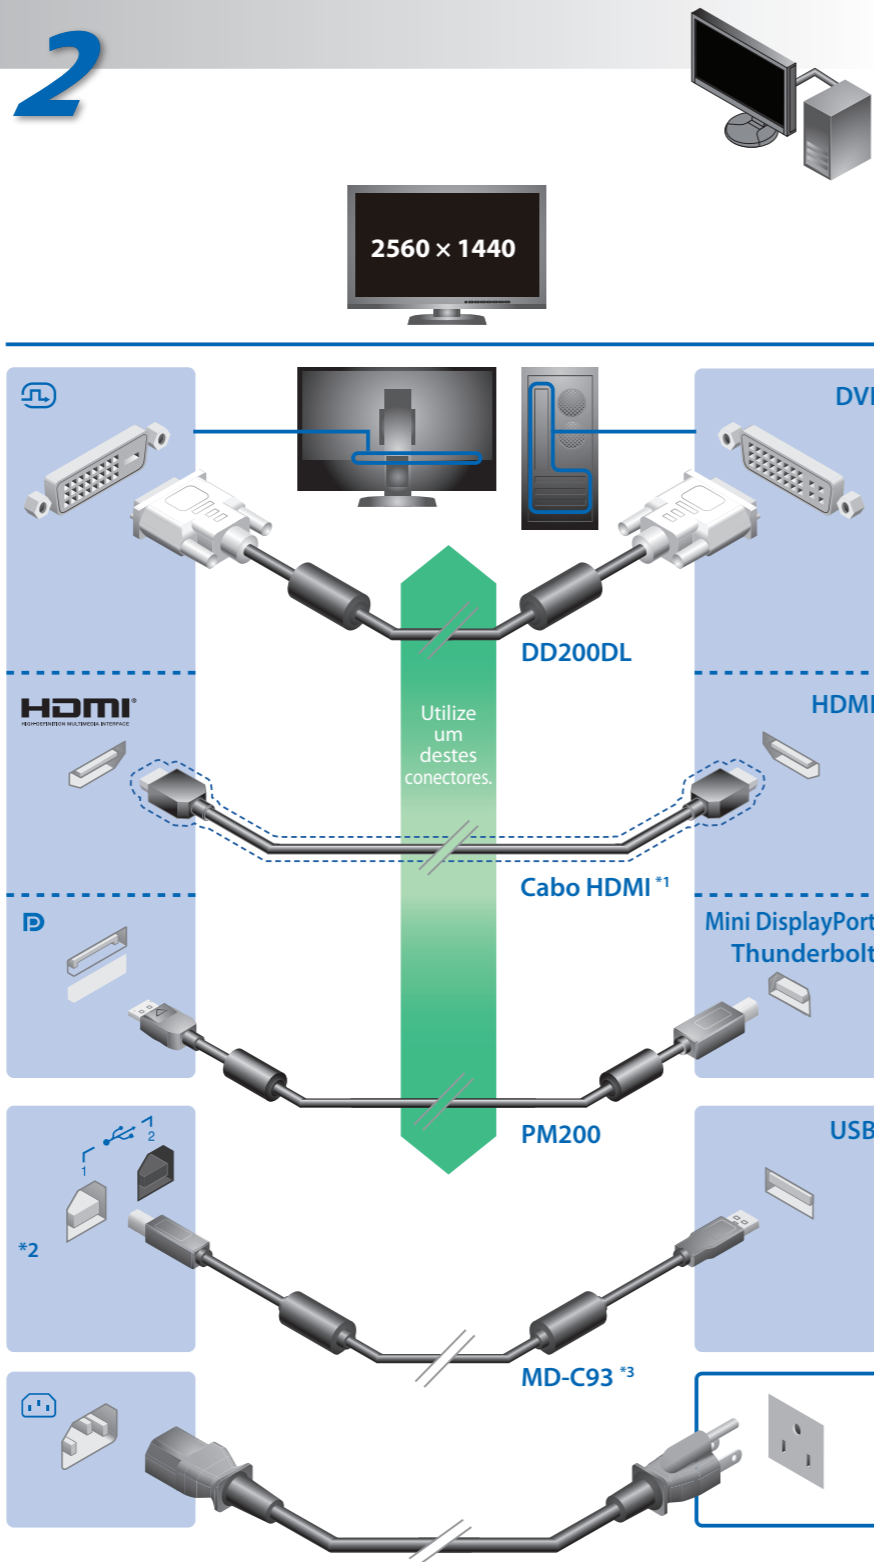 2
2560 × 1440
DVI
DD200DL
HDMI®
HIGH-DEFINITION MULTIMEDIA INTERFACE
HDMI
Utilize
um
destes
conectores.
Cabo HDMI *1
Mini DisplayPort
Thunderbolt
PM200
USB
1
2
*2
MD-C93 *3